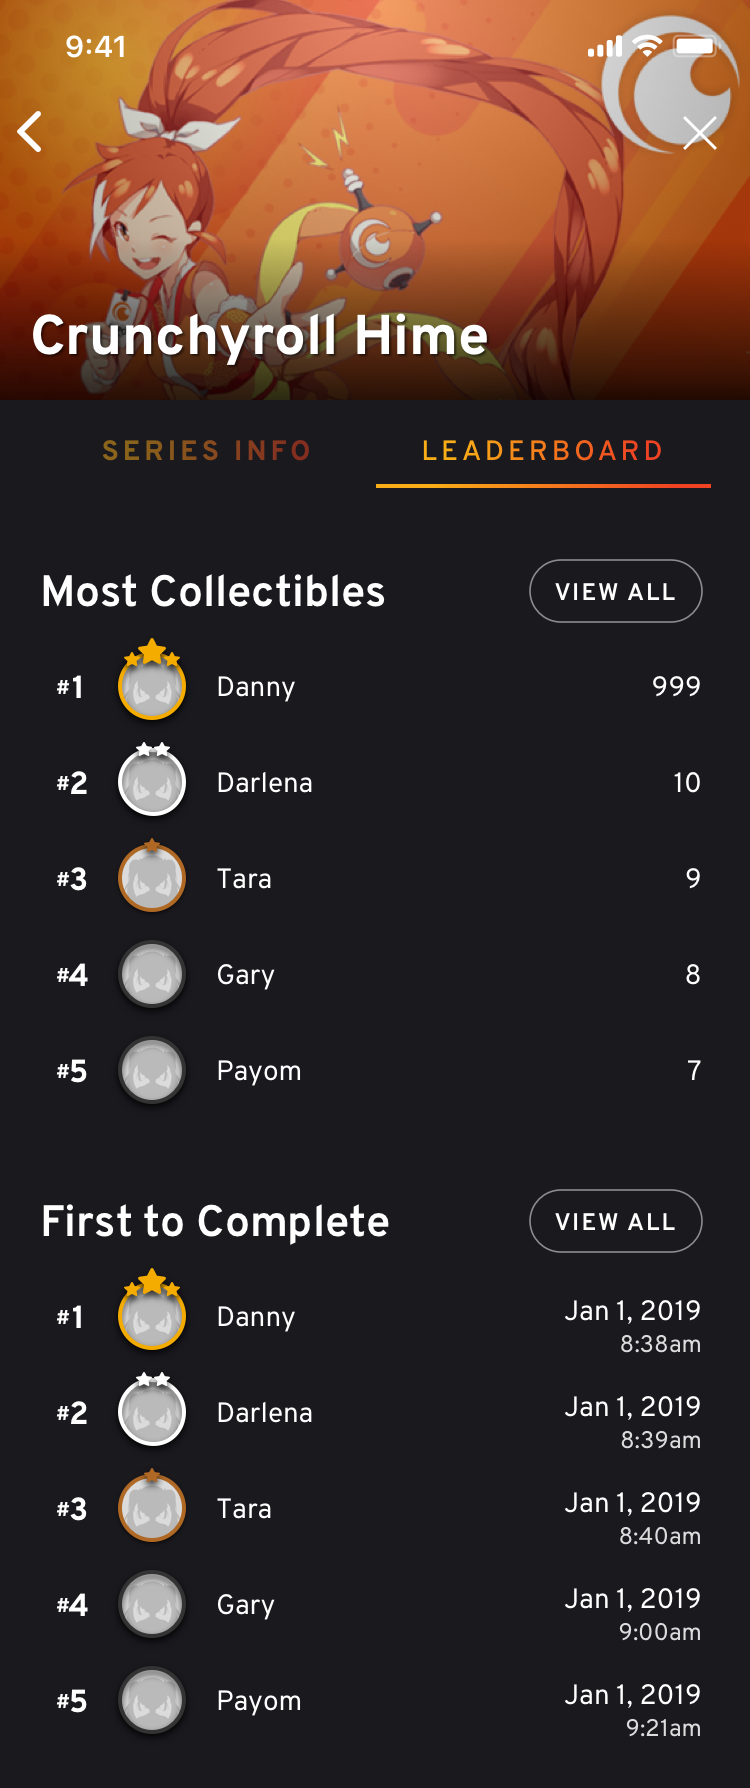 9:41
Crunchyroll Hime
SERIES INFO
LEADERBOARD
Most Collectibles
VIEW ALL
#1 Danny 999
#2 Darlena 10
#3 Tara 9
#4 Gary 8
#5 Payom 7
First to Complete
VIEW ALL
#1 Danny Jan 1, 2019
8:38am
#2 Darlena Jan 1, 2019
8:39am
#3 Tara Jan 1, 2019
8:40am
#4 Gary Jan 1, 2019
9:00am
#5 Payom Jan 1, 2019
9:21am